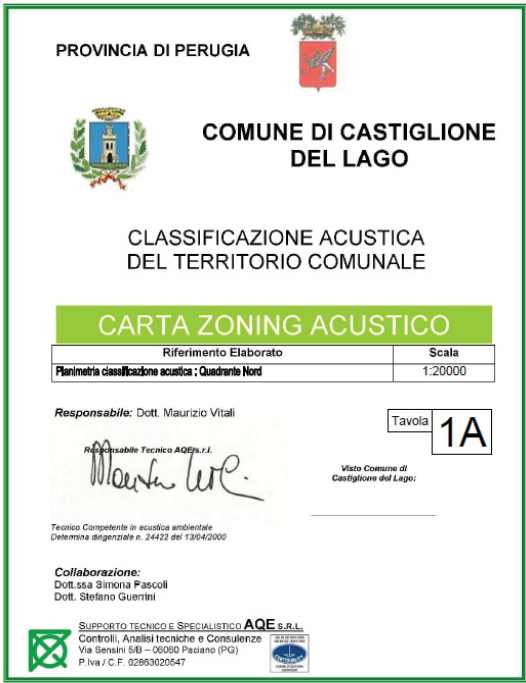 PROVINCIA DI PERUGIA
COMUNE DI CASTIGLIONE
DEL LAGO
CLASSIFICAZIONE ACUSTICA
DEL TERRITORIO COMUNALE
CARTA ZONING ACUSTICO
Riferimento Elaborato Scala
Planimetria classificazione acustica ; Quadrante Nord 1:20000
Responsabile: Dott. Maurizio Vitali
Tavola 1A
Responsabile Tecnico AQE s.r.l.
Visto Comune di
Castiglione del Lago:
Tecnico Competente in acustica ambientale
Determina dirigenziale n. 24422 del 13/04/2000
Collaborazione:
Dott.ssa Simona Pascoli
Dott. Stefano Guerrini
SUPPORTO TECNICO E SPECIALISTICO AQE S.R.L.
Controlli, Analisi tecniche e Consulenze
Via Sensini 5/B – 06060 Paciano (PG)
P.Iva / C.F. 02663020547